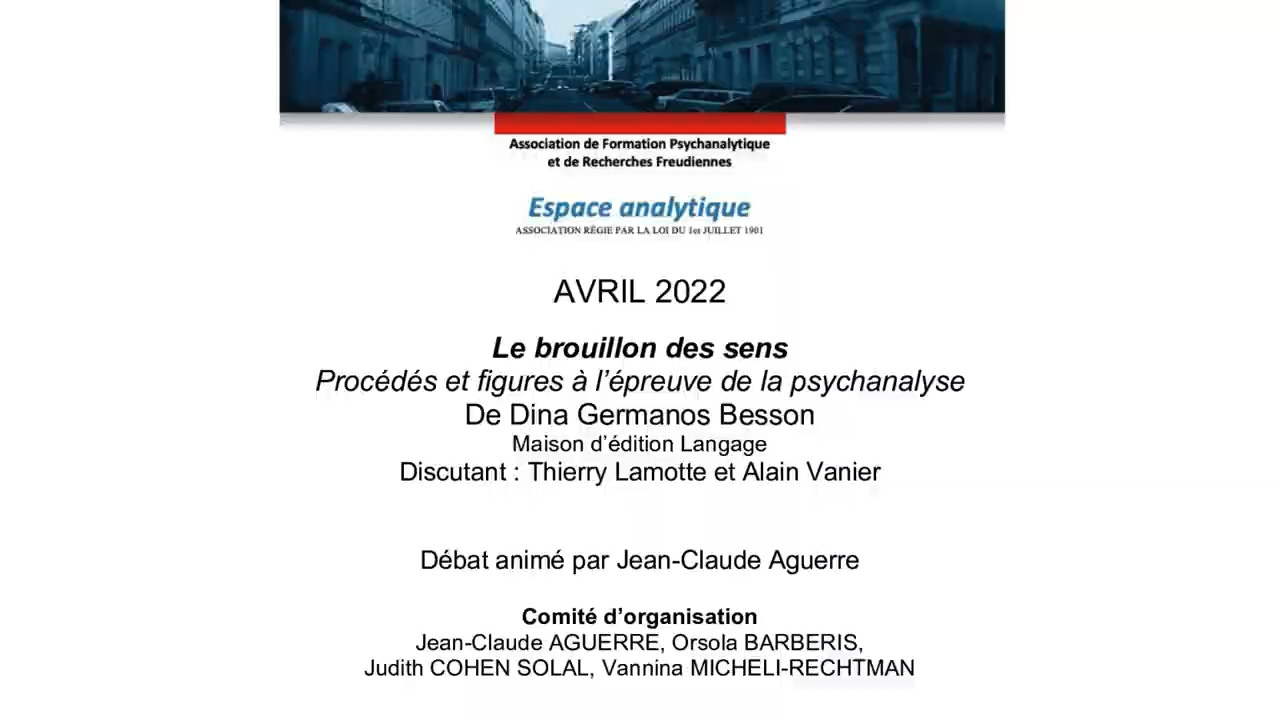 Association de Formation Psychanalytique
et de Recherches Freudiennes
Espace analytique
ASSOCIATION RÉGIE PAR LA LOI DU 1er JUILLET 1901
AVRIL 2022
Le brouillon des sens
Procédés et figures à l’épreuve de la psychanalyse
De Dina Germanos Besson
Maison d’édition Langage
Discutant : Thierry Lamotte et Alain Vanier
Débat animé par Jean-Claude Aguerre
Comité d’organisation
Jean-Claude AGUERRE, Orsola BARBERIS,
Judith COHEN SOLAL, Vannina MICHELI-RECHTMAN